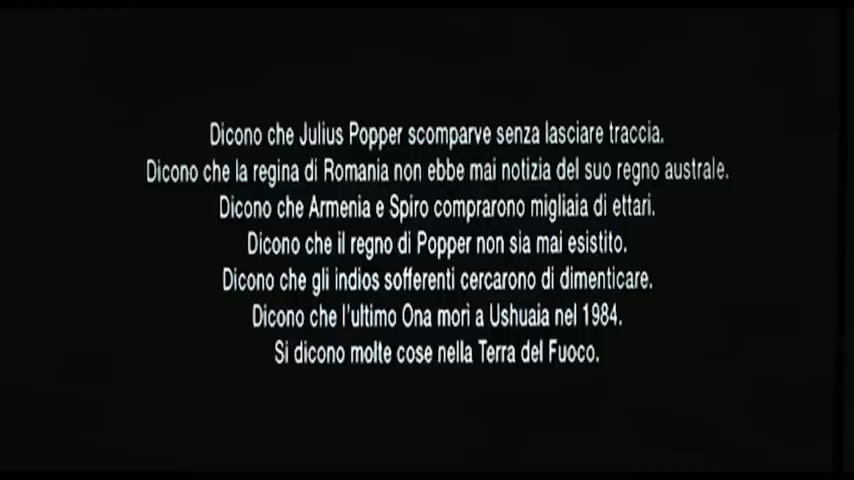 Dicono che Julius Popper scomparve senza lasciare traccia.
Dicono che la regina di Romania non ebbe mai notizia del suo regno australe.
Dicono che Armenia e Spiro comprarono migliaia di ettari.
Dicono che il regno di Popper non sia mai esistito.
Dicono che gli indios sofferenti cercarono di dimenticare.
Dicono che l'ultimo Ona morì a Ushuaia nel 1984.
Si dicono molte cose nella Terra del Fuoco.